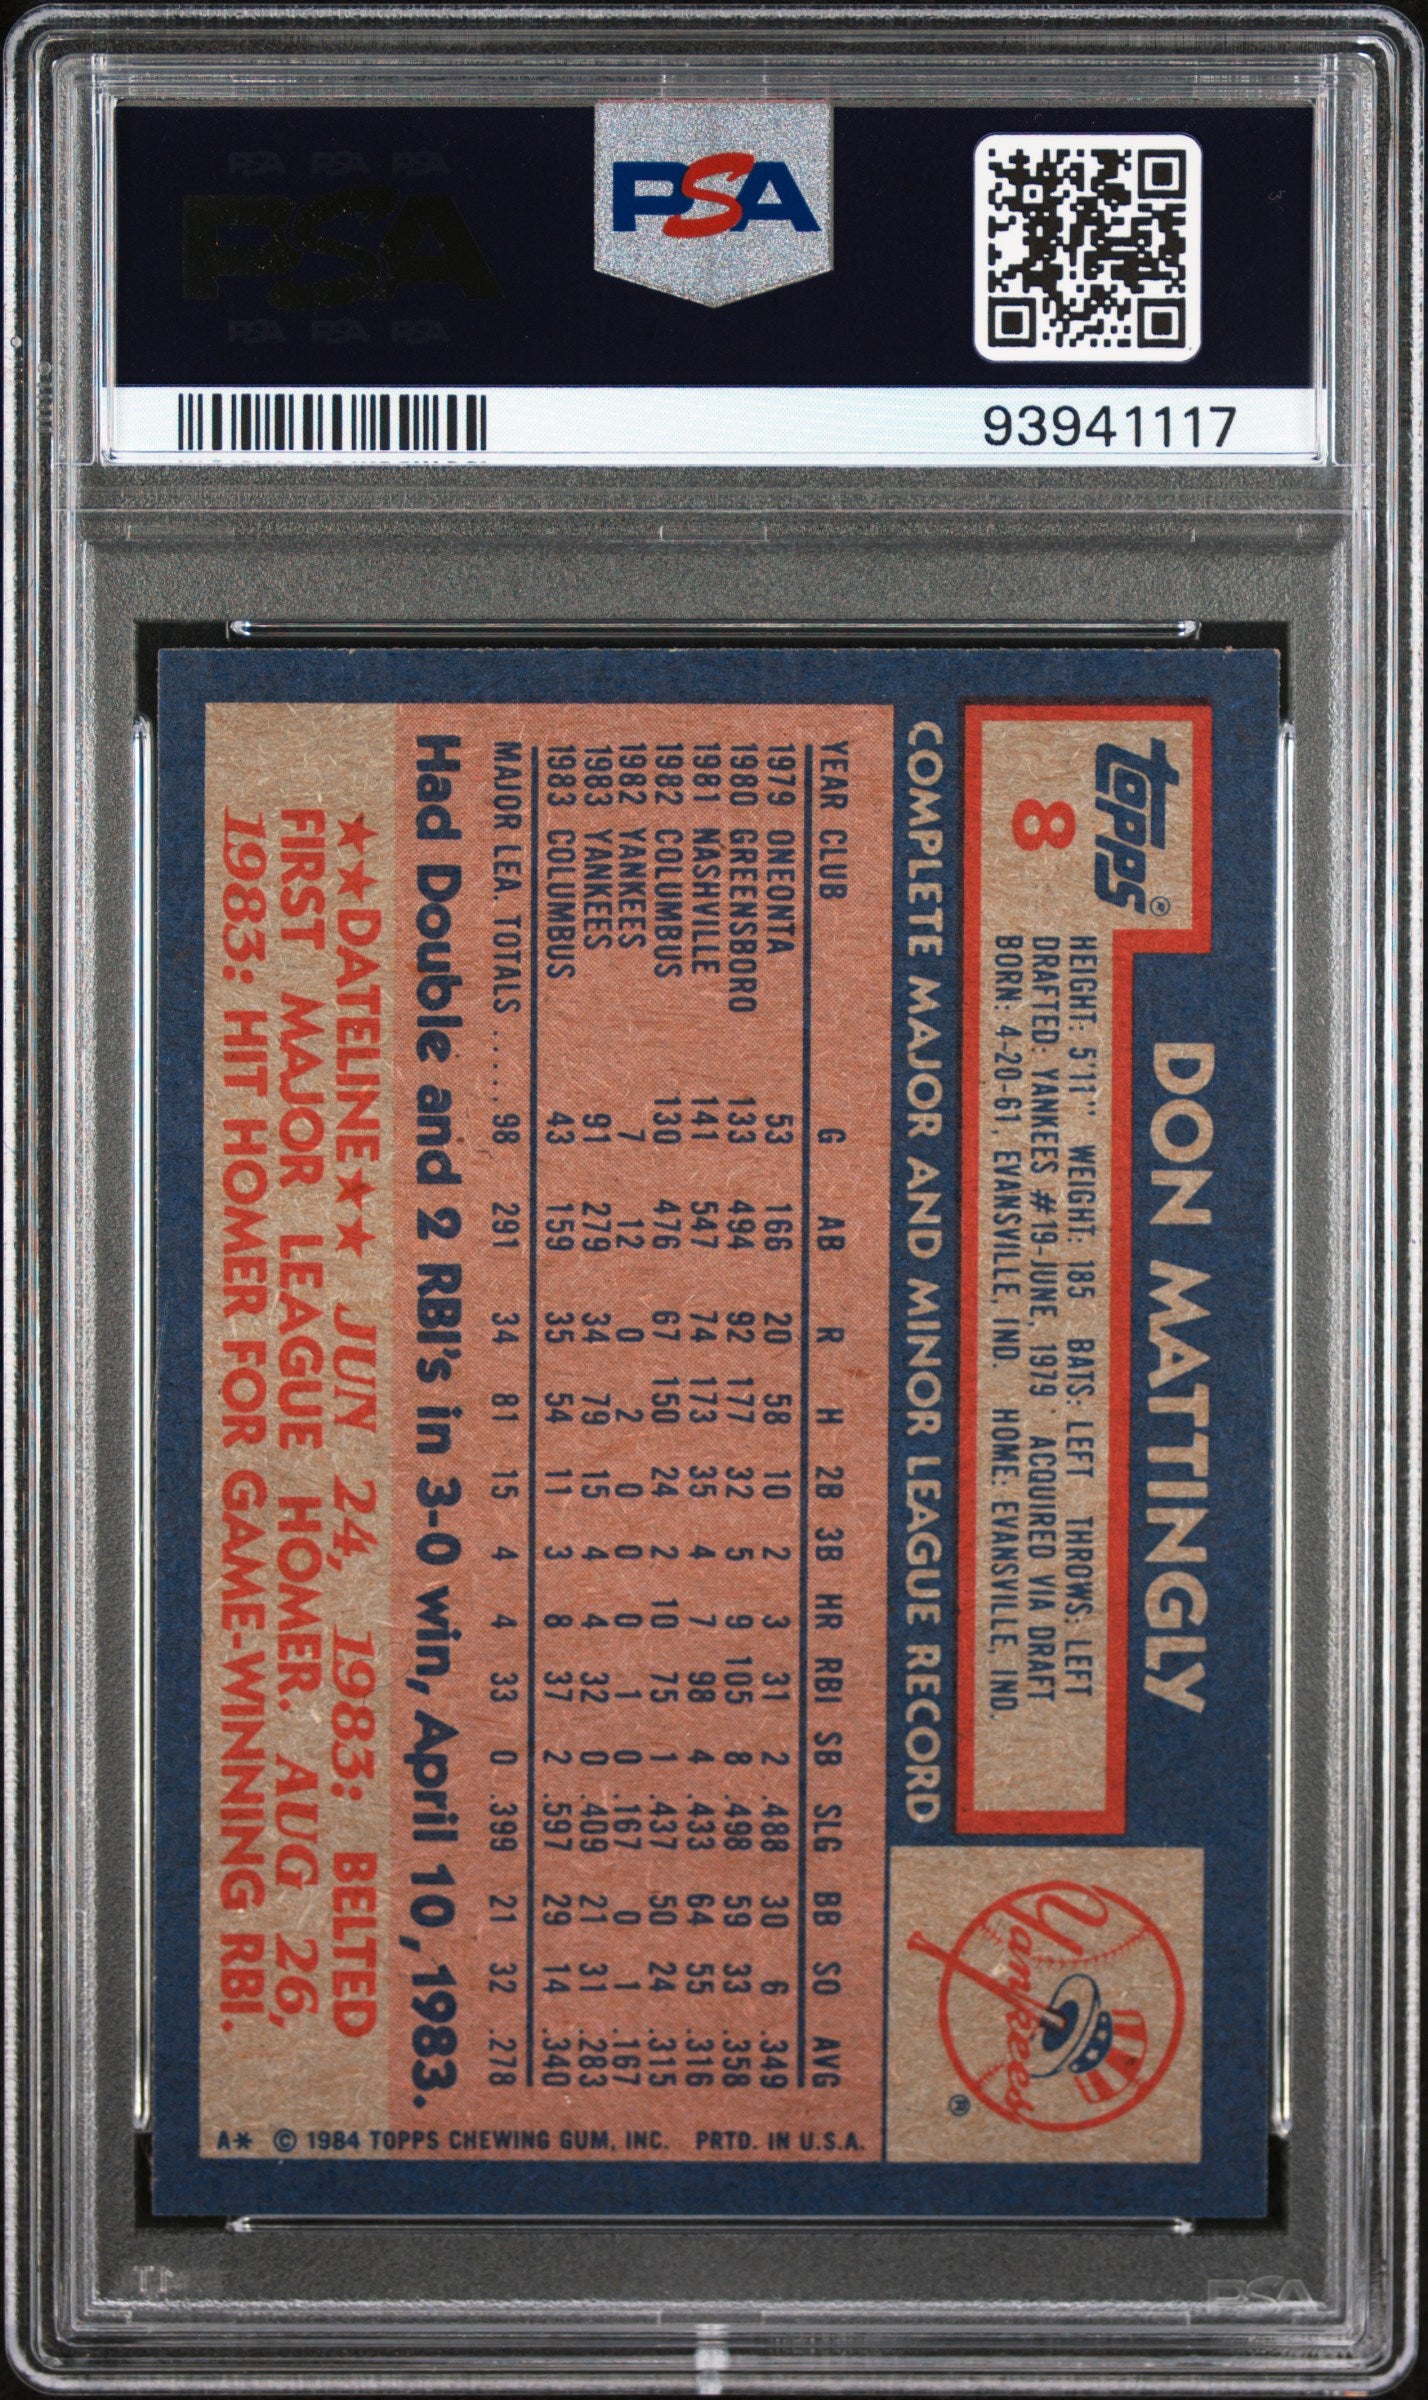 PSA PSA PSA
PSA
PSA PSA PSA
PSA
93941117
topps®
8
DON MATTINGLY
HEIGHT: 5'11" WEIGHT: 185 BATS: LEFT THROWS: LEFT
DRAFTED: YANKEES #19-JUNE, 1979 ACQUIRED VIA DRAFT
BORN: 4-20-61, EVANSVILLE, IND. HOME: EVANSVILLE, IND.
Yankees
®
COMPLETE MAJOR AND MINOR LEAGUE RECORD
YEAR CLUB G AB R H 2B 3B HR RBI SB SLG BB SO AVG
1979 ONEONTA 53 166 20 58 10 2 3 31 2 .488 30 6 .349
1980 GREENSBORO 133 494 92 177 32 5 9 105 8 .498 59 33 .358
1981 NASHVILLE 141 547 74 173 35 4 7 98 4 .433 64 55 .316
1982 COLUMBUS 130 476 67 150 24 2 10 75 1 .437 50 24 .315
1982 YANKEES 7 12 0 2 0 0 0 1 0 .167 0 1 .167
1983 YANKEES 91 279 34 79 15 4 4 32 0 .409 21 31 .283
1983 COLUMBUS 43 159 35 54 11 3 8 37 2 .597 29 14 .340
MAJOR LEA. TOTALS ..... 98 291 34 81 15 4 4 33 0 .399 21 32 .278
Had Double and 2 RBI's in 3-0 win, April 10, 1983.
★★DATELINE★★ JUN 24, 1983: BELTED
FIRST MAJOR LEAGUE HOMER. AUG 26,
1983: HIT HOMER FOR GAME-WINNING RBI.
A* © 1984 TOPPS CHEWING GUM, INC. PRTD. IN U.S.A.
PSA